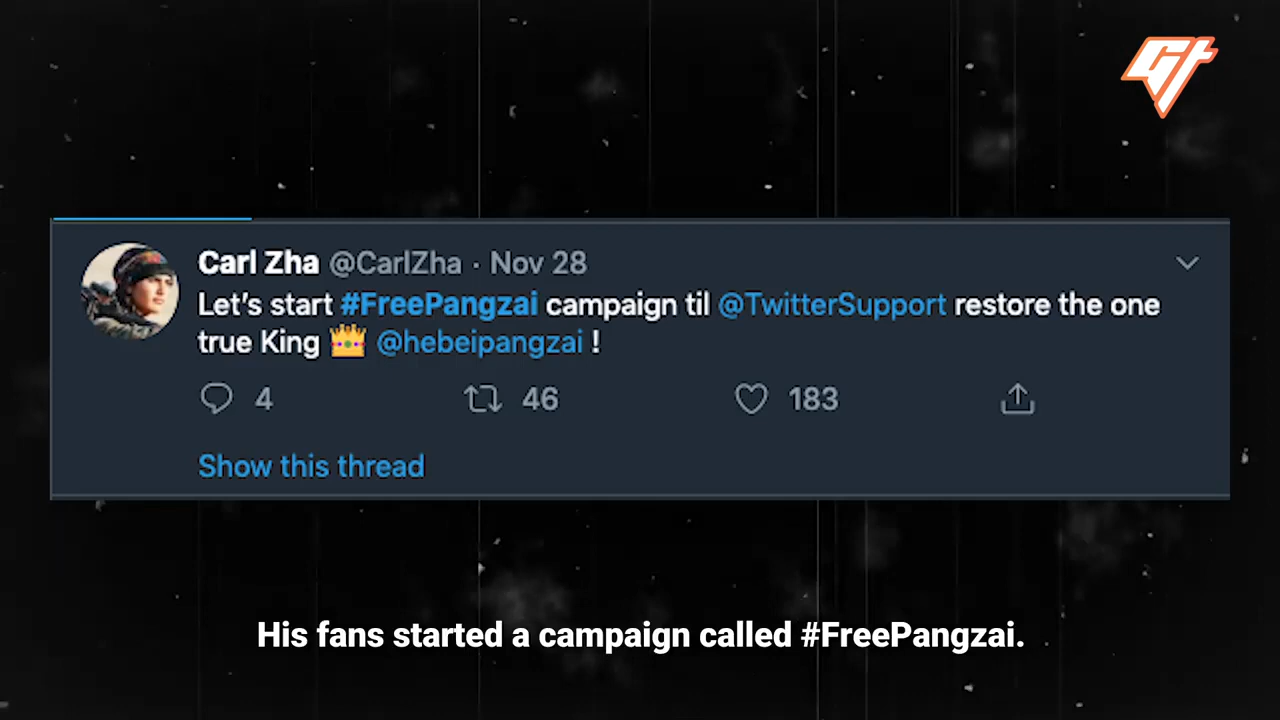 Gt
Carl Zha @CarlZha · Nov 28
Let's start #FreePangzai campaign til @TwitterSupport restore the one
true King 👑 @hebeipangzai !
4 46 183
Show this thread
His fans started a campaign called #FreePangzai.